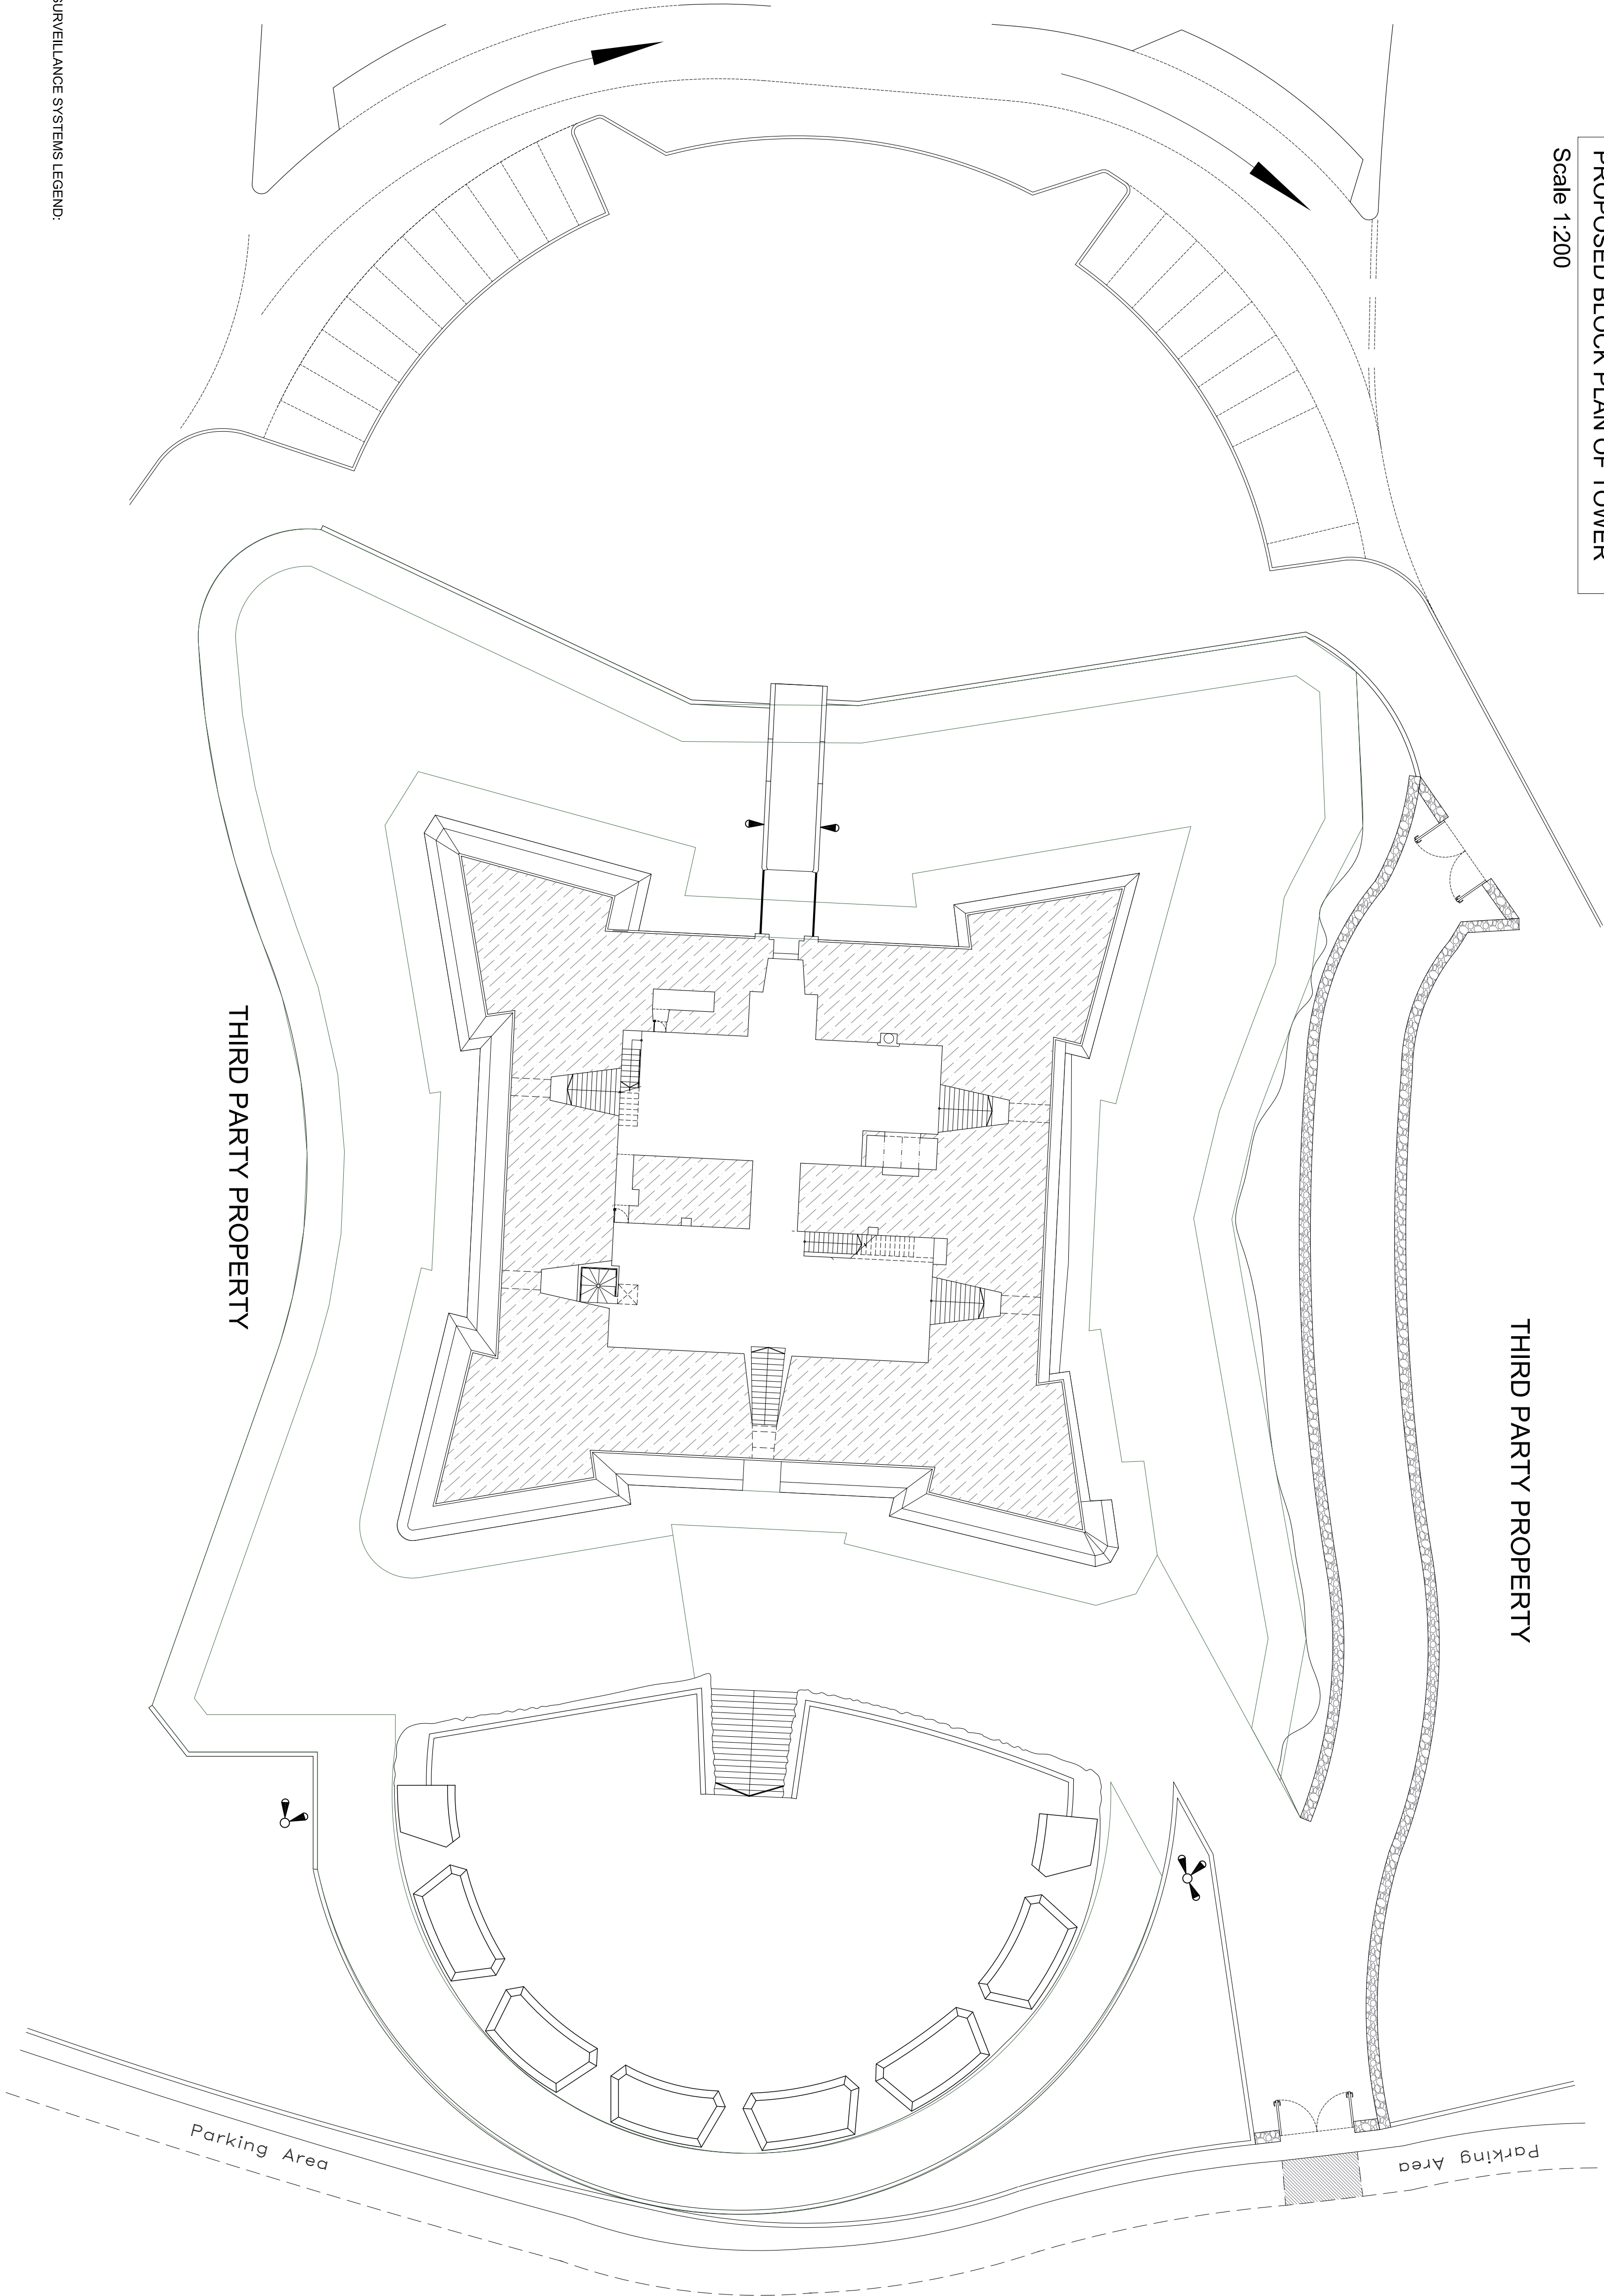 PROPOSED BLOCK PLAN OF TOWER
Scale 1:200
THIRD PARTY PROPERTY
THIRD PARTY PROPERTY
Parking Area
Parking Area
SURVEILLANCE SYSTEMS LEGEND: